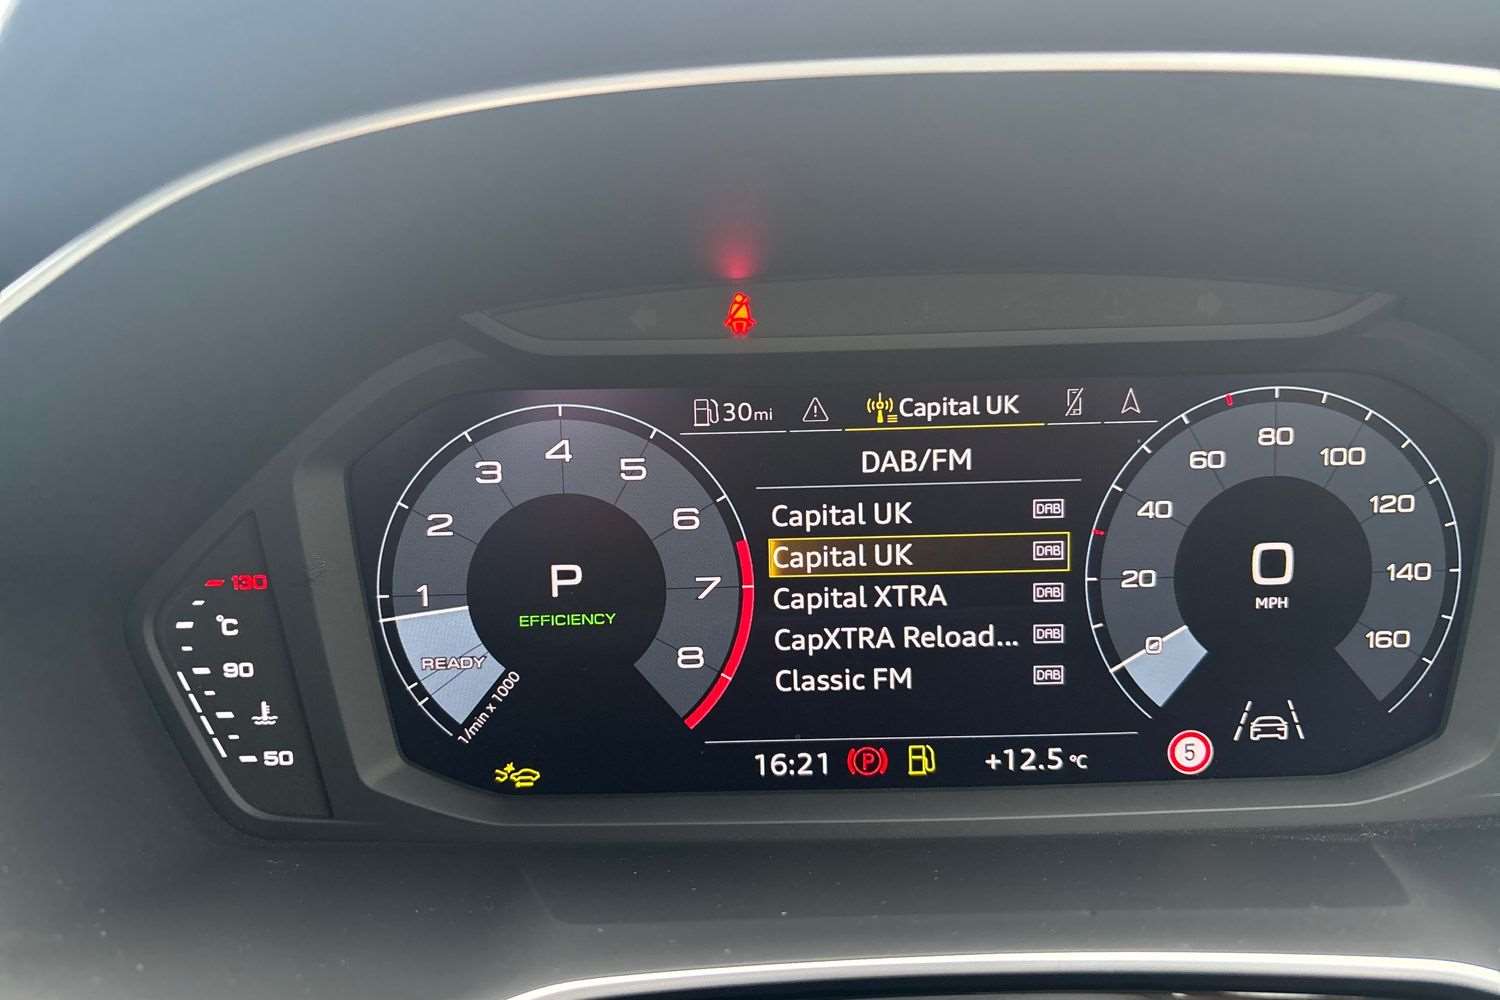 30mi
Capital UK
DAB/FM
Capital UK DAB
Capital UK DAB
Capital XTRA DAB
CapXTRA Reload... DAB
Classic FM DAB
16:21 P +12.5 °C
1 2 3 4 5 6 7 8
P
EFFICIENCY
READY
1/min x 1000
0 20 40 60 80 100 120 140 160
0
MPH
5
130
°C
90
50